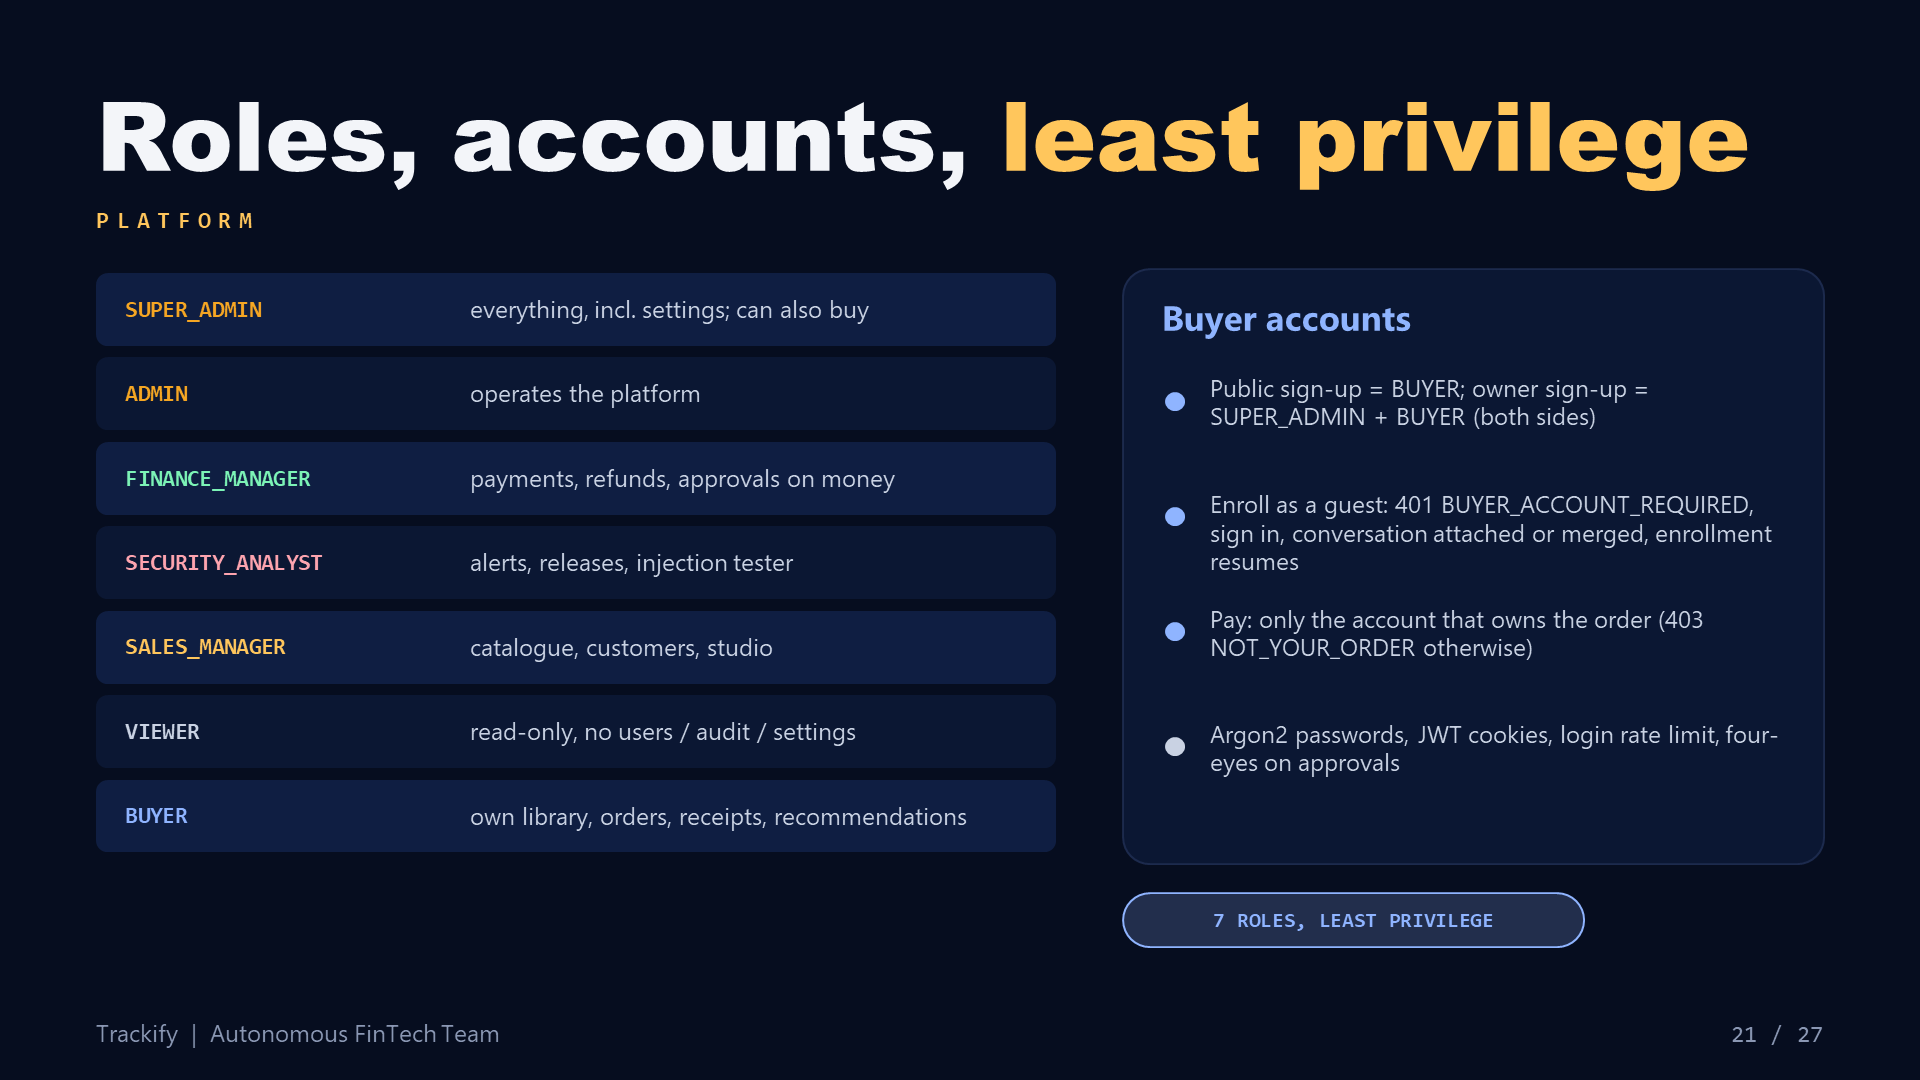 Roles, accounts, least privilege
PLATFORM
SUPER_ADMIN everything, incl. settings; can also buy
ADMIN operates the platform
FINANCE_MANAGER payments, refunds, approvals on money
SECURITY_ANALYST alerts, releases, injection tester
SALES_MANAGER catalogue, customers, studio
VIEWER read-only, no users / audit / settings
BUYER own library, orders, receipts, recommendations
Buyer accounts
Public sign-up = BUYER; owner sign-up =
SUPER_ADMIN + BUYER (both sides)
Enroll as a guest: 401 BUYER_ACCOUNT_REQUIRED,
sign in, conversation attached or merged, enrollment
resumes
Pay: only the account that owns the order (403
NOT_YOUR_ORDER otherwise)
Argon2 passwords, JWT cookies, login rate limit, four-
eyes on approvals
7 ROLES, LEAST PRIVILEGE
Trackify | Autonomous FinTech Team
21 / 27